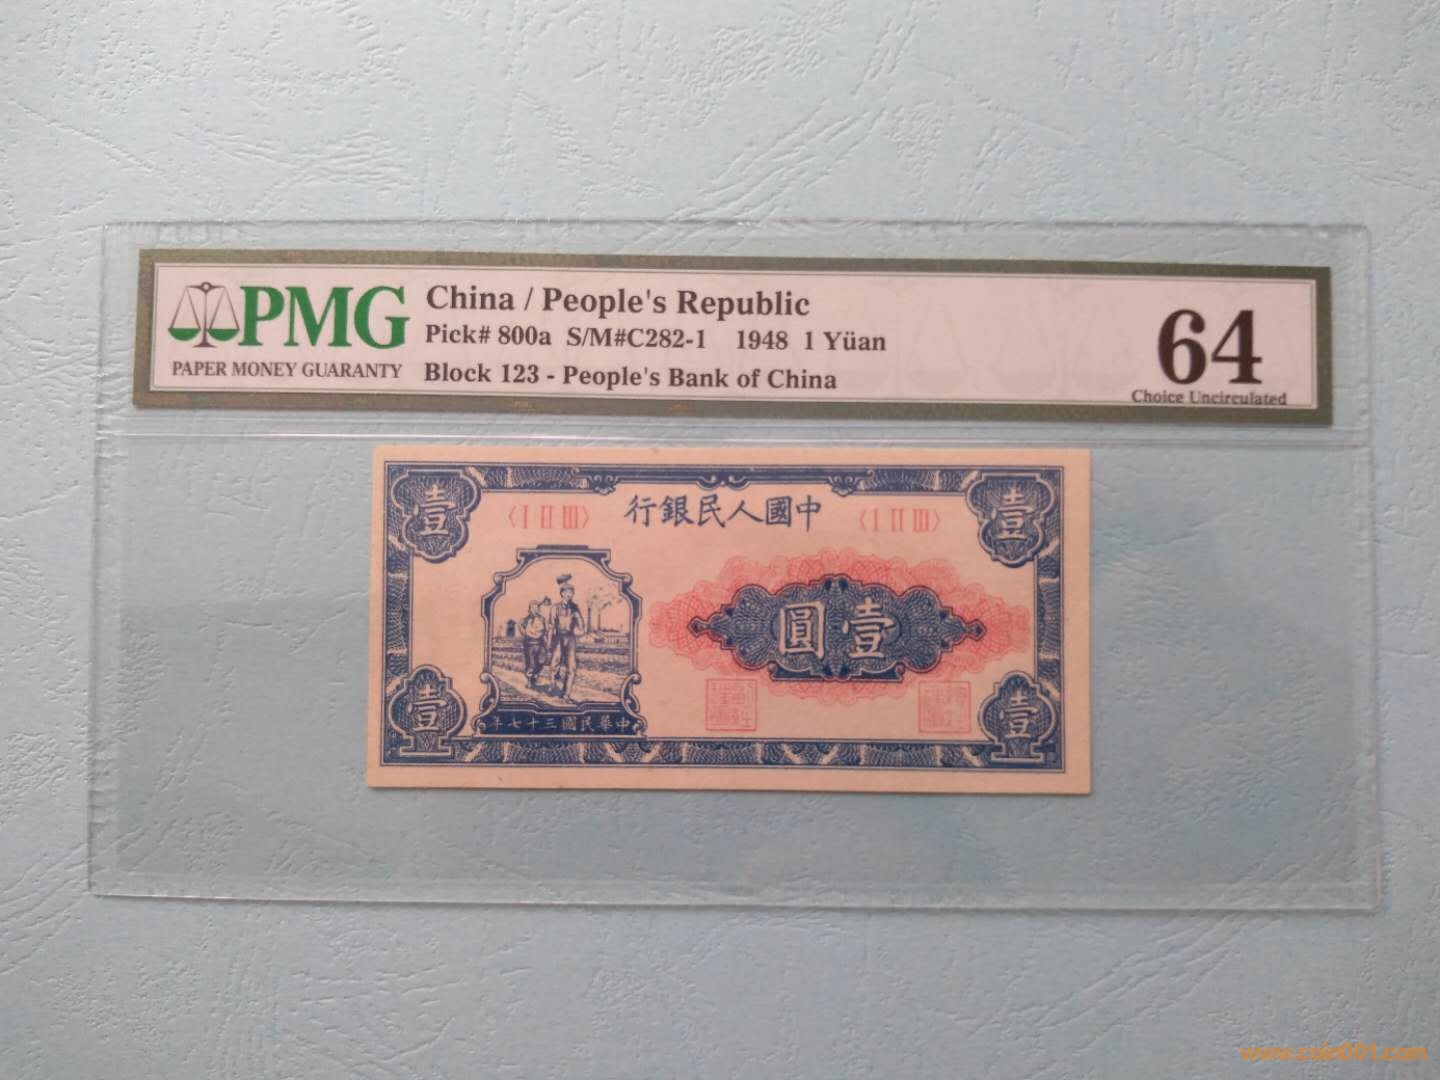 PMG
PAPER MONEY GUARANTY
China / People's Republic
Pick# 800a S/M#C282-1 1948 1 Yüan
Block 123 - People's Bank of China
64
Choice Uncirculated
壹
壹
〈I II III〉
行銀民人國中
〈I II III〉
圓壹
年七十三國民華中
壹
壹
www.coin001.com